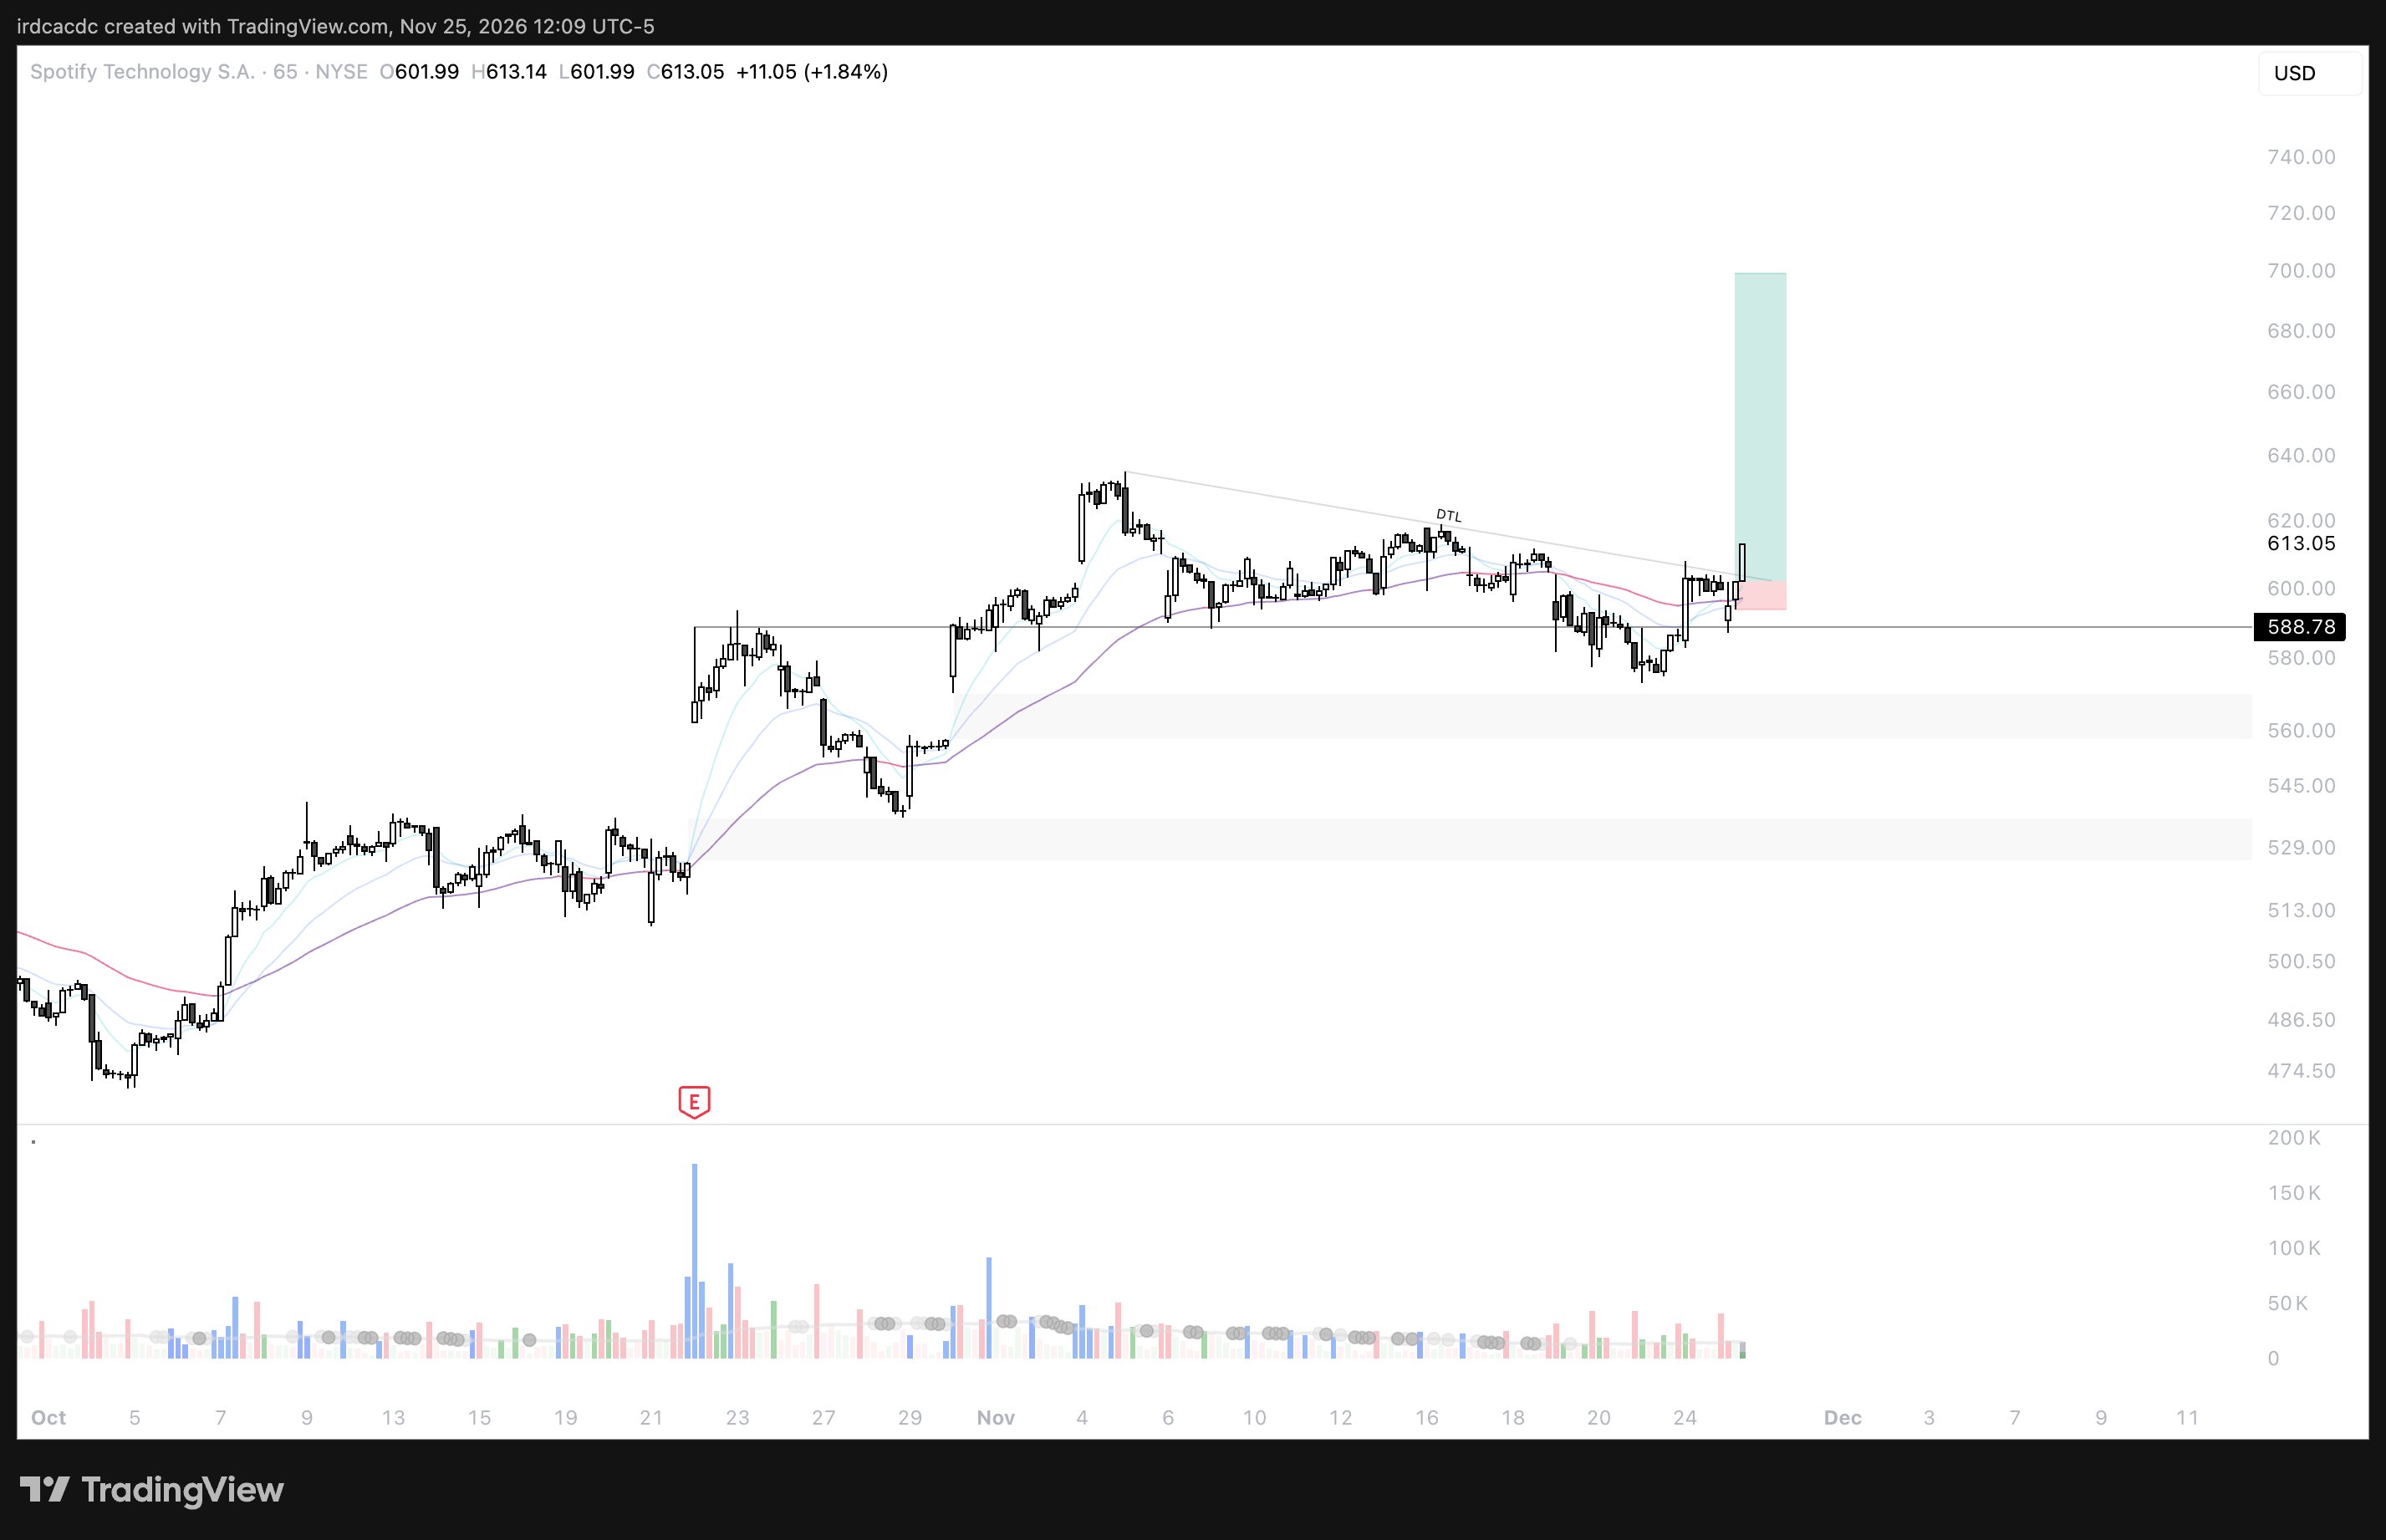 irdcacdc created with TradingView.com, Nov 25, 2026 12:09 UTC-5
Spotify Technology S.A. · 65 · NYSE O601.99 H613.14 L601.99 C613.05 +11.05 (+1.84%)
USD
740.00
720.00
700.00
680.00
660.00
640.00
DTL
620.00
613.05
600.00
588.78
580.00
560.00
545.00
529.00
513.00
500.50
486.50
474.50
E
200 K
150 K
100 K
50 K
0
Oct 5 7 9 13 15 19 21 23 27 29 Nov 4 6 10 12 16 18 20 24 Dec 3 7 9 11
TradingView